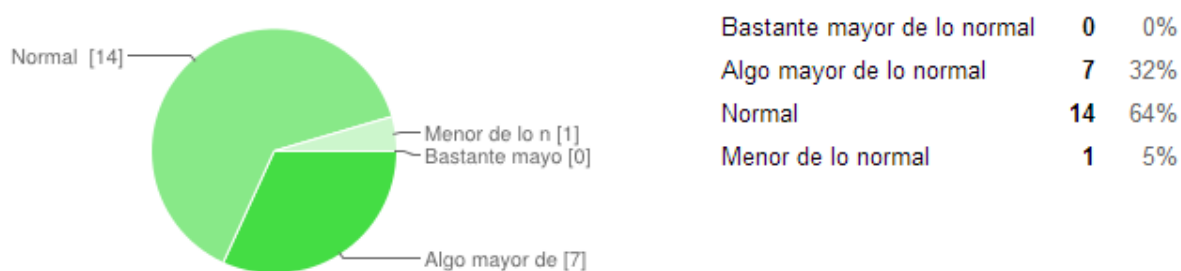 Normal [14]
Menor de lo n [1]
Bastante mayo [0]
Algo mayor de [7]
Bastante mayor de lo normal 0 0%
Algo mayor de lo normal 7 32%
Normal 14 64%
Menor de lo normal 1 5%